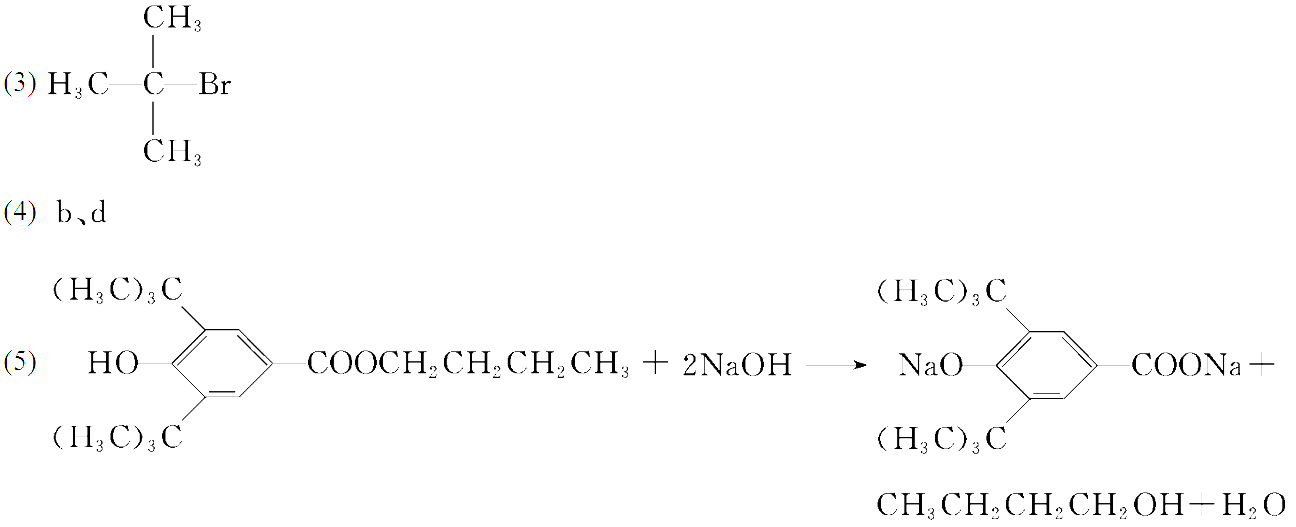 CH₃
(3) H₃C—C—Br
CH₃
(4) b、d
(H₃C)₃C (H₃C)₃C
(5) HO—COOCH₂CH₂CH₂CH₃ + 2NaOH ⟶ NaO—COONa+
(H₃C)₃C (H₃C)₃C
CH₃CH₂CH₂CH₂OH+H₂O